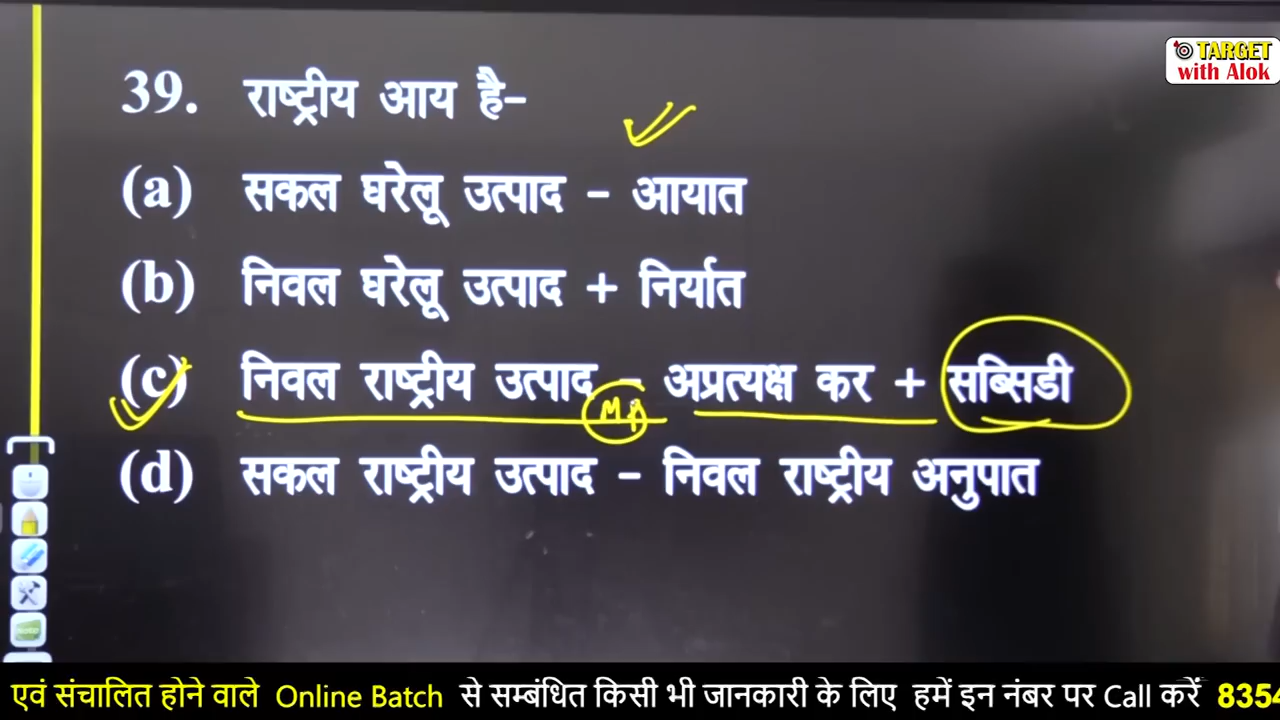 TARGET
with Alok
39. राष्ट्रीय आय है-
(a) सकल घरेलू उत्पाद - आयात
(b) निवल घरेलू उत्पाद + निर्यात
(c) निवल राष्ट्रीय उत्पाद - अप्रत्यक्ष कर + सब्सिडी
(d) सकल राष्ट्रीय उत्पाद - निवल राष्ट्रीय अनुपात
एवं संचालित होने वाले Online Batch से सम्बंधित किसी भी जानकारी के लिए हमें इन नंबर पर Call करें 8354